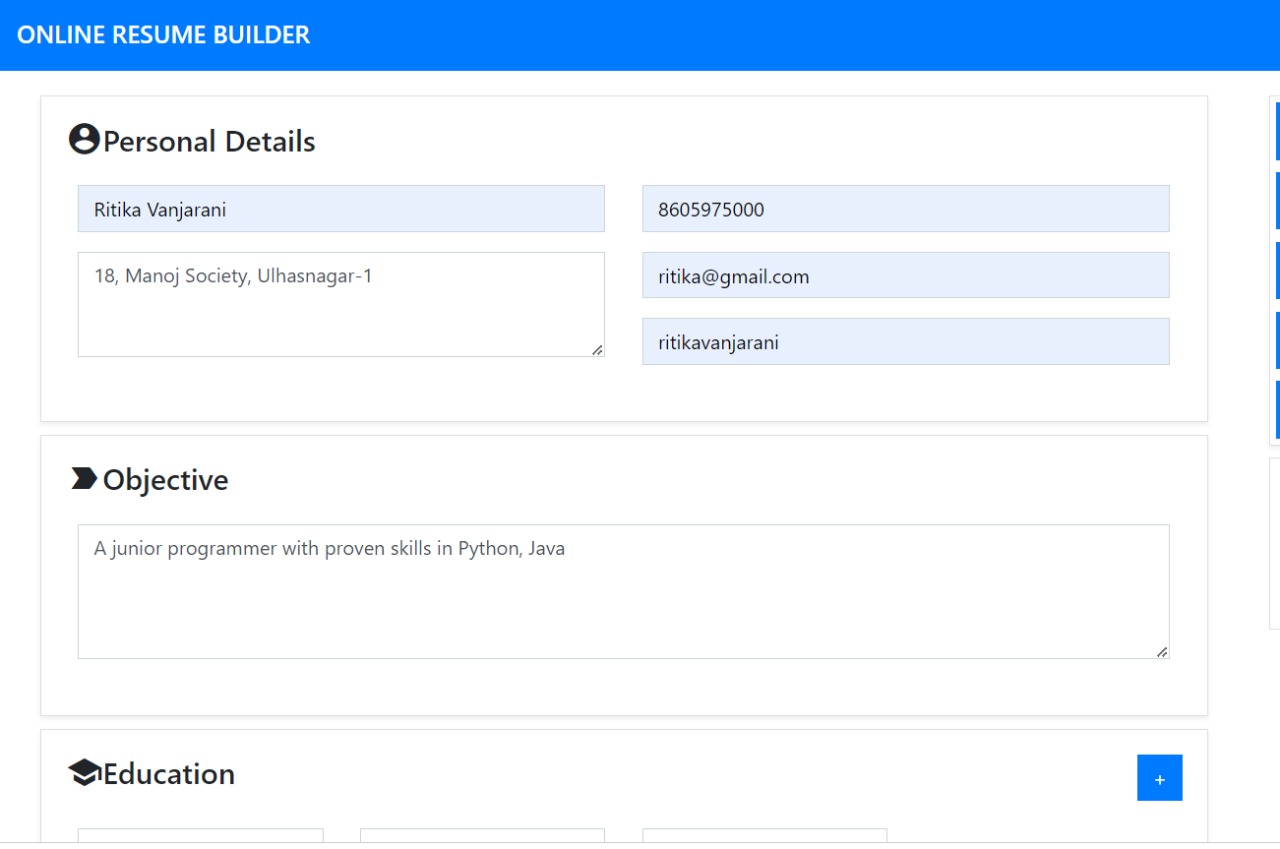 ONLINE RESUME BUILDER
Personal Details
Ritika Vanjarani
8605975000
18, Manoj Society, Ulhasnagar-1
ritika@gmail.com
ritikavanjarani
Objective
A junior programmer with proven skills in Python, Java
Education
+